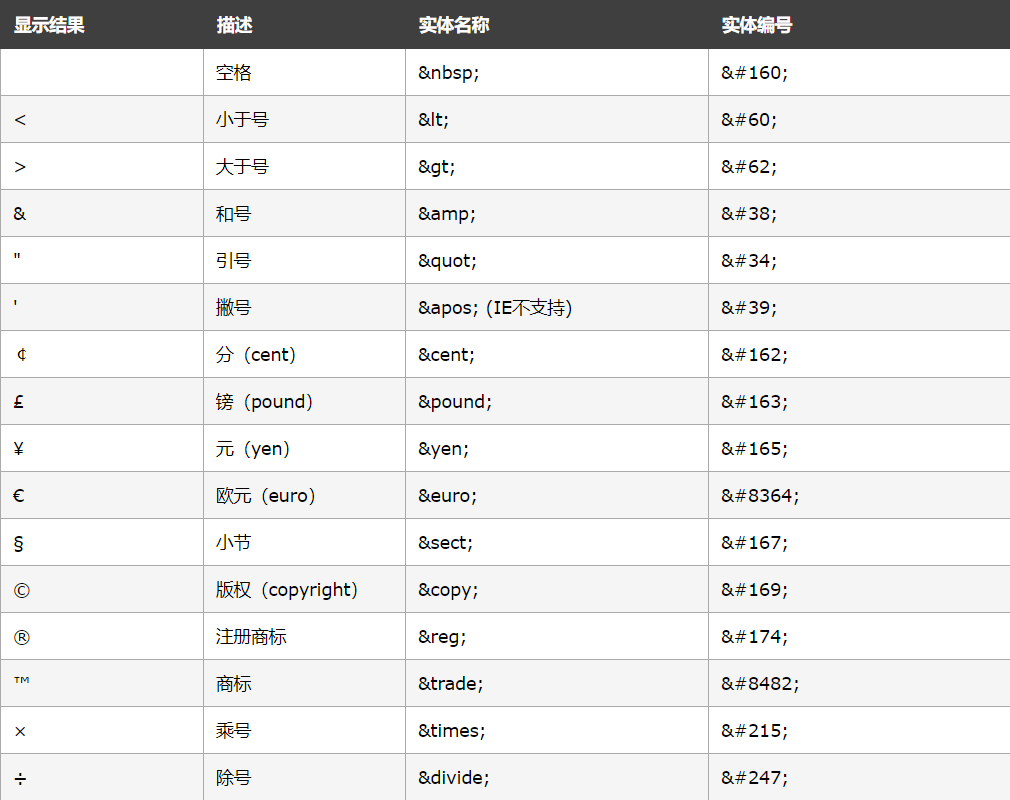 显示结果 描述 实体名称 实体编号
空格 &nbsp; &#160;
< 小于号 &lt; &#60;
> 大于号 &gt; &#62;
& 和号 &amp; &#38;
" 引号 &quot; &#34;
' 撇号 &apos; (IE不支持) &#39;
￠ 分（cent） &cent; &#162;
£ 镑（pound） &pound; &#163;
¥ 元（yen） &yen; &#165;
€ 欧元（euro） &euro; &#8364;
§ 小节 &sect; &#167;
© 版权（copyright） &copy; &#169;
® 注册商标 &reg; &#174;
™ 商标 &trade; &#8482;
× 乘号 &times; &#215;
÷ 除号 &divide; &#247;